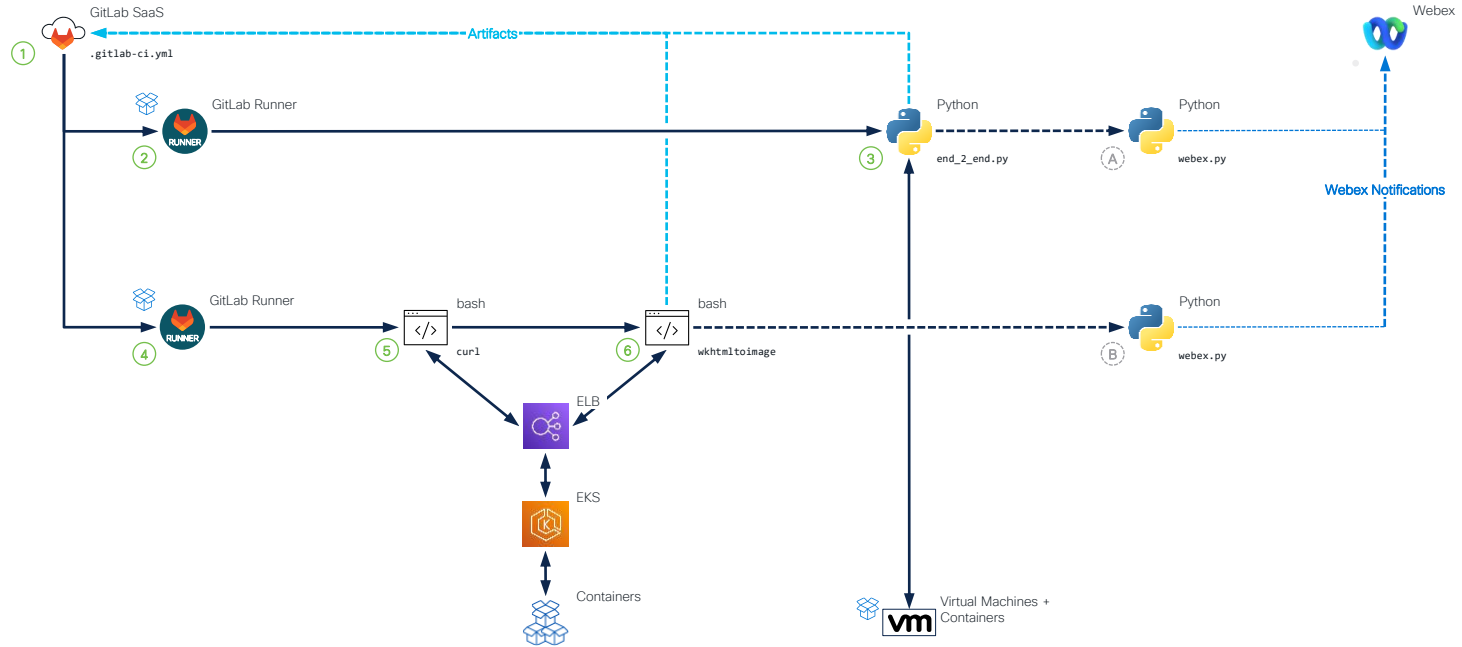 GitLab SaaS
Webex
1
.gitlab-ci.yml
Artifacts
GitLab Runner
RUNNER
2
Python
3
end_2_end.py
Python
A
webex.py
Webex Notifications
GitLab Runner
RUNNER
4
bash
5
curl
bash
6
wkhtmltoimage
Python
B
webex.py
ELB
EKS
K
Containers
vm
Virtual Machines +
Containers